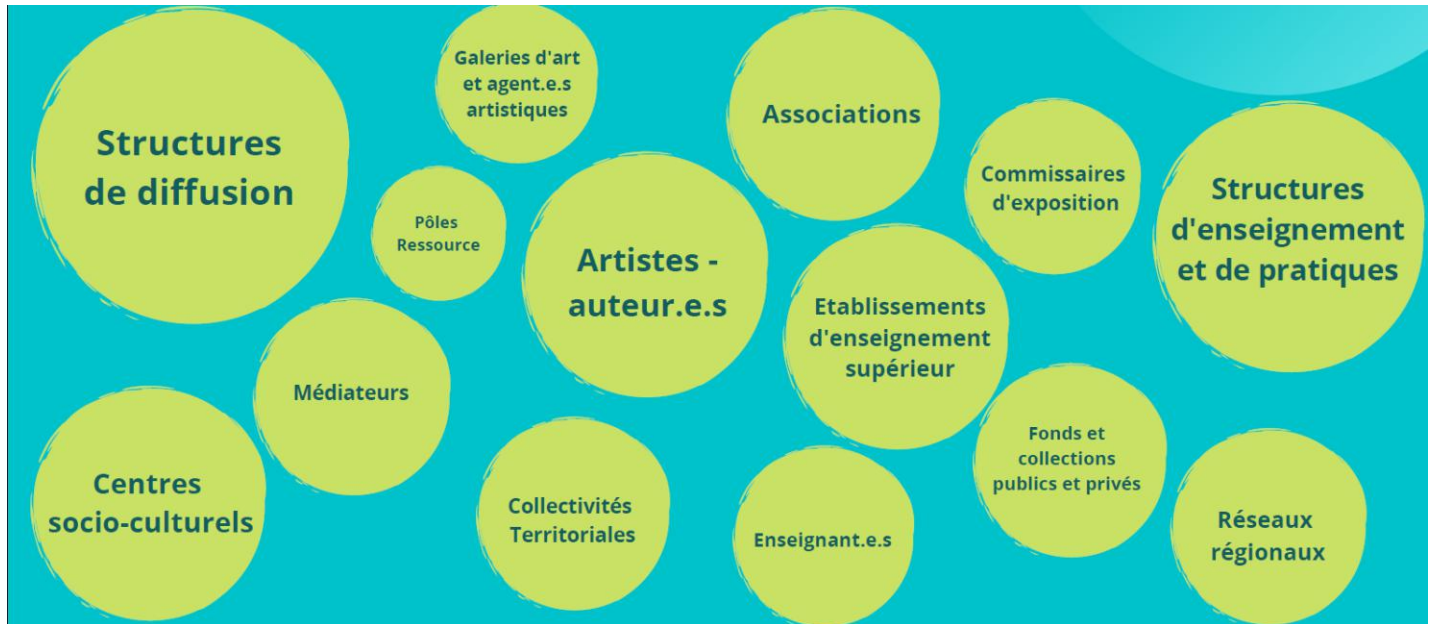 Structures
de diffusion
Galeries d'art
et agent.e.s
artistiques
Associations
Commissaires
d'exposition
Structures
d'enseignement
et de pratiques
Pôles
Ressource
Artistes -
auteur.e.s
Etablissements
d'enseignement
supérieur
Médiateurs
Centres
socio-culturels
Collectivités
Territoriales
Enseignant.e.s
Fonds et
collections
publics et privés
Réseaux
régionaux